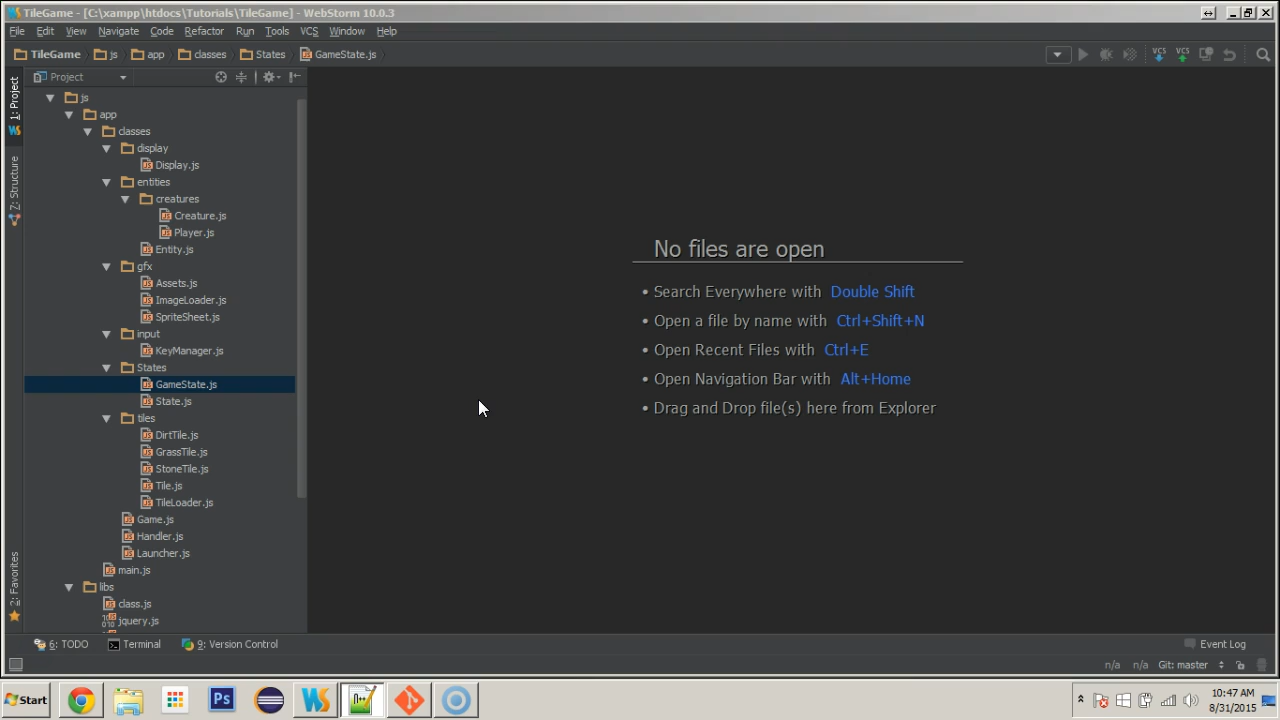 TileGame - [C:\xampp\htdocs\Tutorials\TileGame] - WebStorm 10.0.3
File Edit View Navigate Code Refactor Run Tools VCS Window Help
TileGame js app classes States GameState.js
VCS VCS
Project
1: Project
Z: Structure
2: Favorites
js
app
classes
display
Display.js
entities
creatures
Creature.js
Player.js
Entity.js
gfx
Assets.js
ImageLoader.js
SpriteSheet.js
input
KeyManager.js
States
GameState.js
State.js
tiles
DirtTile.js
GrassTile.js
StoneTile.js
Tile.js
TileLoader.js
Game.js
Handler.js
Launcher.js
main.js
libs
class.js
jquery.js
No files are open
• Search Everywhere with Double Shift
• Open a file by name with Ctrl+Shift+N
• Open Recent Files with Ctrl+E
• Open Navigation Bar with Alt+Home
• Drag and Drop file(s) here from Explorer
6: TODO Terminal 9: Version Control Event Log
n/a n/a Git: master
Start Ps 10:47 AM
8/31/2015